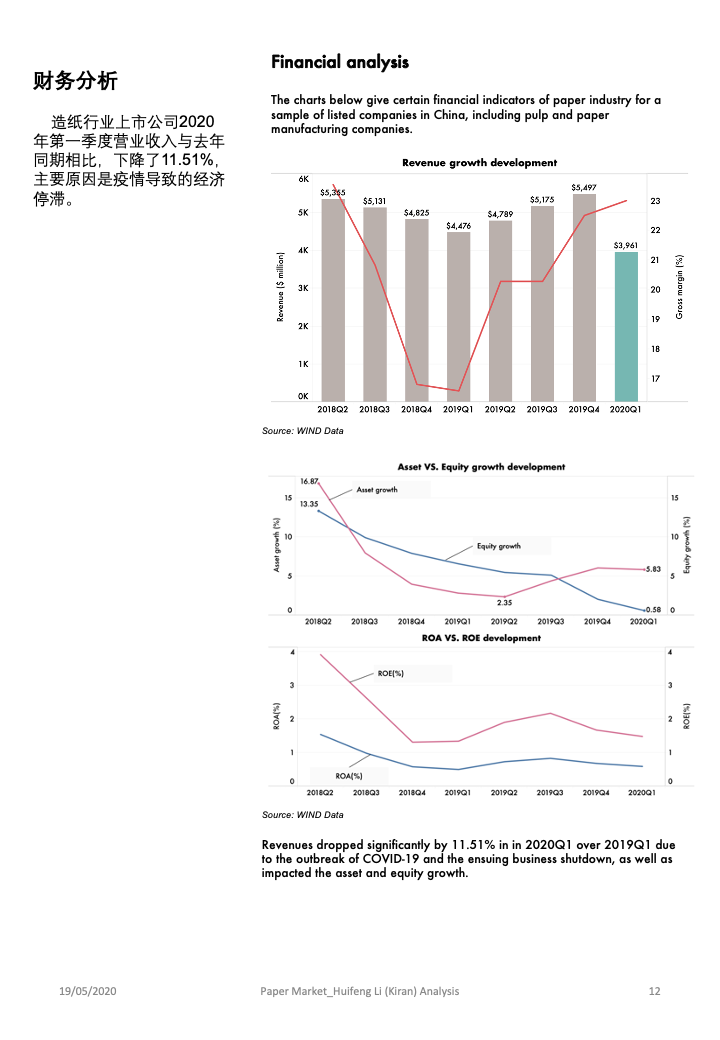 财务分析
造纸行业上市公司2020
年第一季度营业收入与去年
同期相比，下降了11.51%，
主要原因是疫情导致的经济
停滞。
Financial analysis
The charts below give certain financial indicators of paper industry for a
sample of listed companies in China, including pulp and paper
manufacturing companies.
Revenue growth development
6K
5K
4K
3K
2K
1K
0K
Revenue ($ million)
$5,355
$5,131
$4,825
$4,476
$4,789
$5,175
$5,497
$3,961
23
22
21
20
19
18
17
Gross margin (%)
2018Q2 2018Q3 2018Q4 2019Q1 2019Q2 2019Q3 2019Q4 2020Q1
Source: WIND Data
Asset VS. Equity growth development
15
10
5
0
Asset growth (%)
16.87
13.35
Asset growth
Equity growth
2.35
5.83
0.58
15
10
5
0
Equity growth (%)
2018Q2 2018Q3 2018Q4 2019Q1 2019Q2 2019Q3 2019Q4 2020Q1
ROA VS. ROE development
4
3
2
1
0
ROA(%)
ROE(%)
ROA(%)
4
3
2
1
0
ROE(%)
2018Q2 2018Q3 2018Q4 2019Q1 2019Q2 2019Q3 2019Q4 2020Q1
Source: WIND Data
Revenues dropped significantly by 11.51% in in 2020Q1 over 2019Q1 due
to the outbreak of COVID-19 and the ensuing business shutdown, as well as
impacted the asset and equity growth.
19/05/2020 Paper Market_Huifeng Li (Kiran) Analysis 12